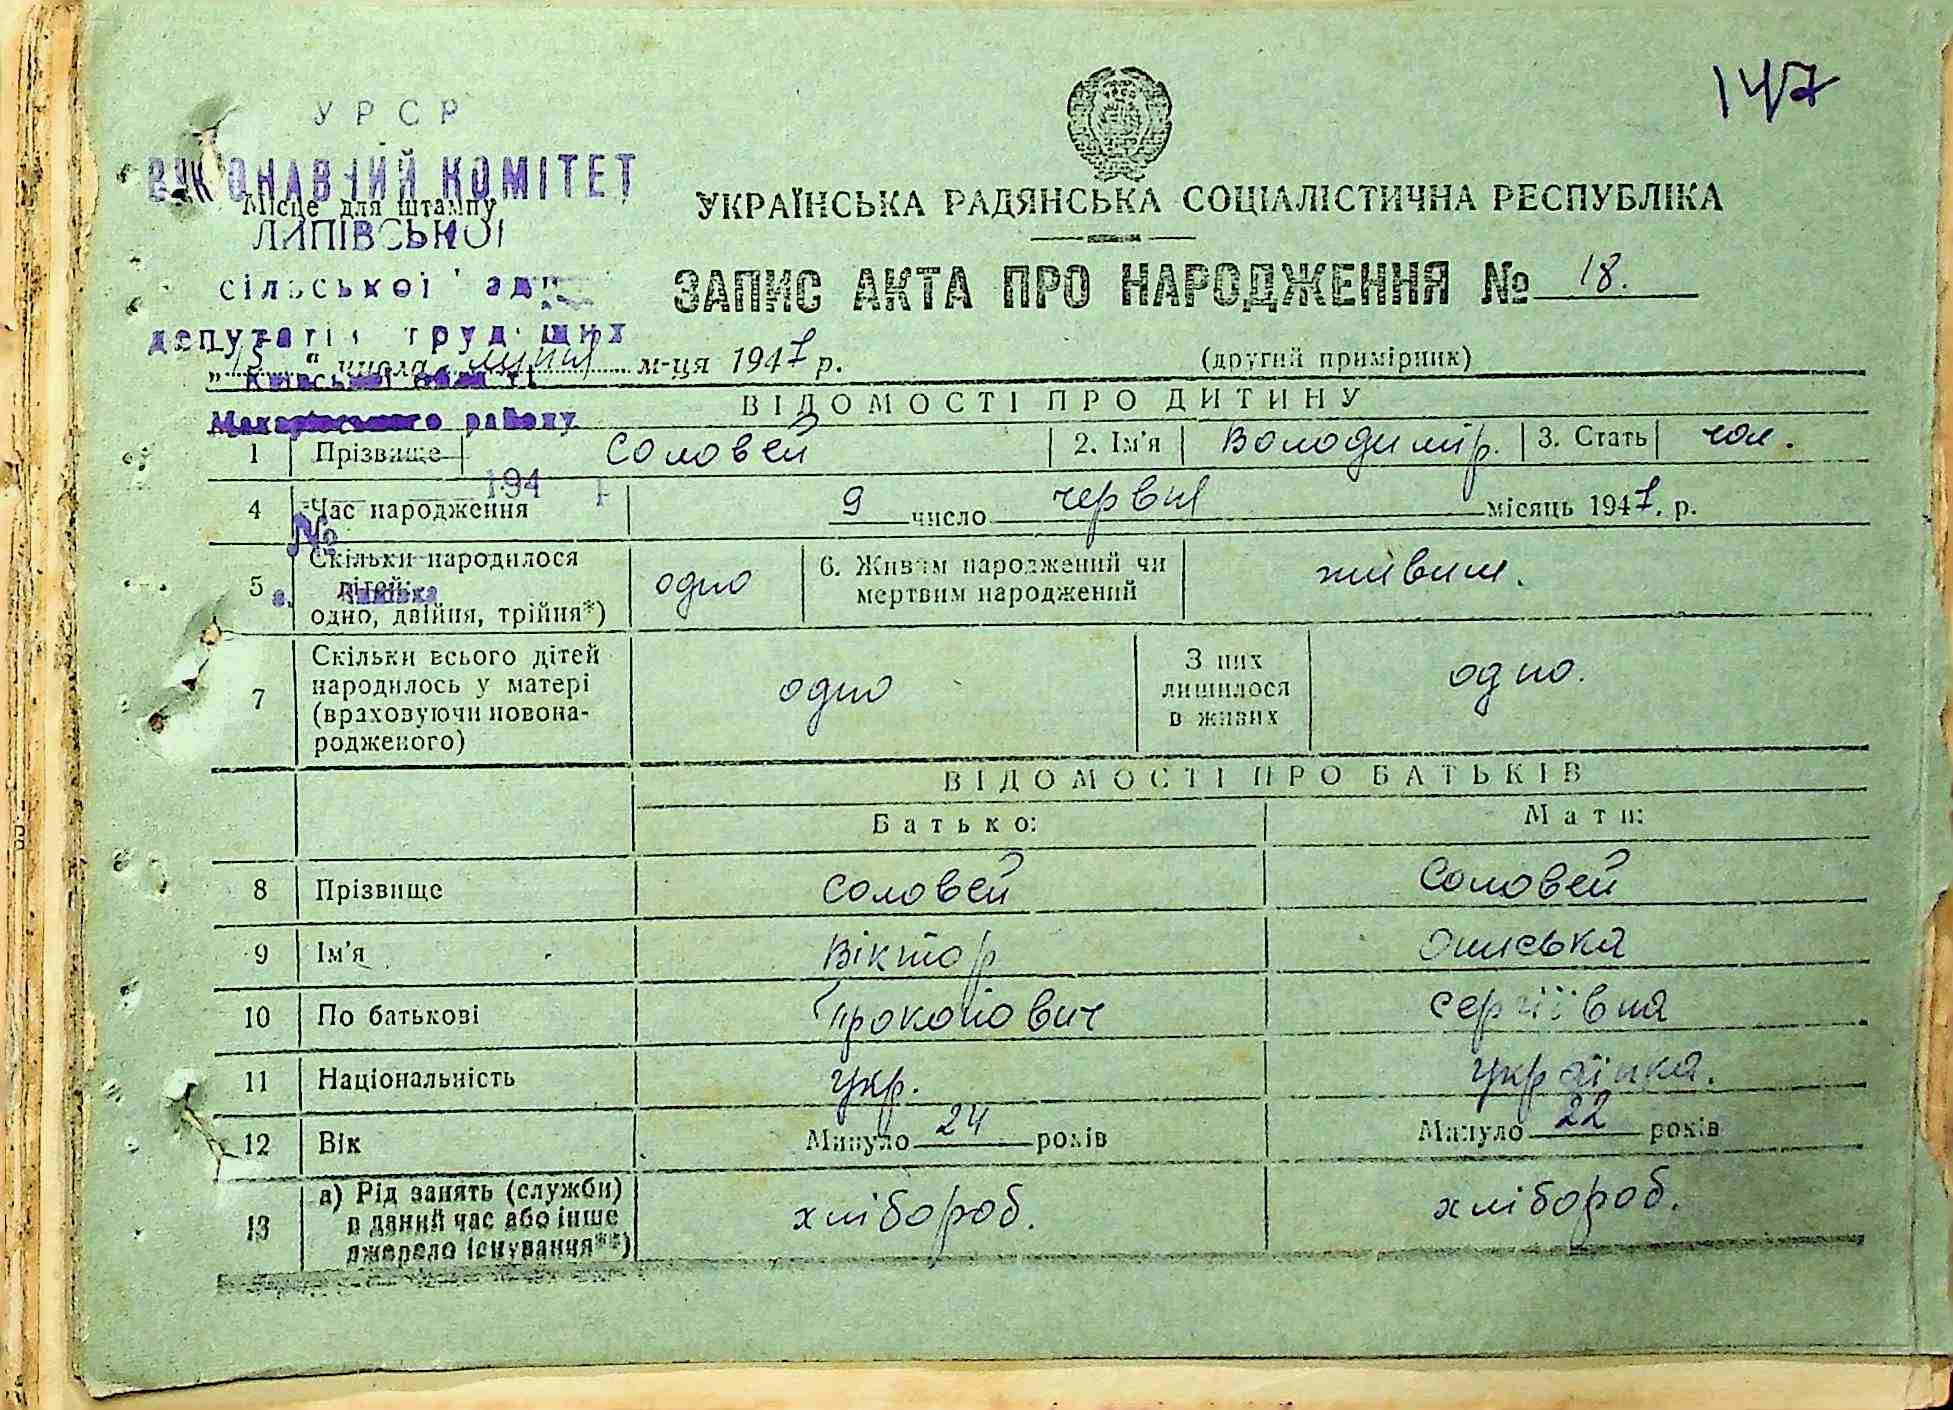 147
УРСР
ВИКОНАВЧИЙ КОМІТЕТ
Місце для штампу
ЛИПІВСЬКОЇ
сільської Ради
депутатів трудящих
Київської області
Макарівського району
194 р.
№
УКРАЇНСЬКА РАДЯНСЬКА СОЦІАЛІСТИЧНА РЕСПУБЛІКА
ЗАПИС АКТА ПРО НАРОДЖЕННЯ № 18.
„15“ числа липня м-ця 1947 р. (другий примірник)
ВІДОМОСТІ ПРО ДИТИНУ
1 Прізвище Соловей 2. Ім'я Володимір. 3. Стать чол.
4 Час народження 9 число червня місяць 1947. р.
5 Скільки народилося дітей: одно, двійня, трійня*) одно 6. Живим народжений чи мертвим народжений живим.
7 Скільки всього дітей народилось у матері (враховуючи новонародженого) одно З них лишилося в живих одно.
ВІДОМОСТІ ПРО БАТЬКІВ
Батько: Мати:
8 Прізвище Соловей Соловей
9 Ім'я Віктор Ониська
10 По батькові Прокопович Сергіївна
11 Національність укр. українка.
12 Вік Минуло 24 років Минуло 22 років
13 а) Рід занять (служби) в даний час або інше джерело існування**) хлібороб. хлібороб.